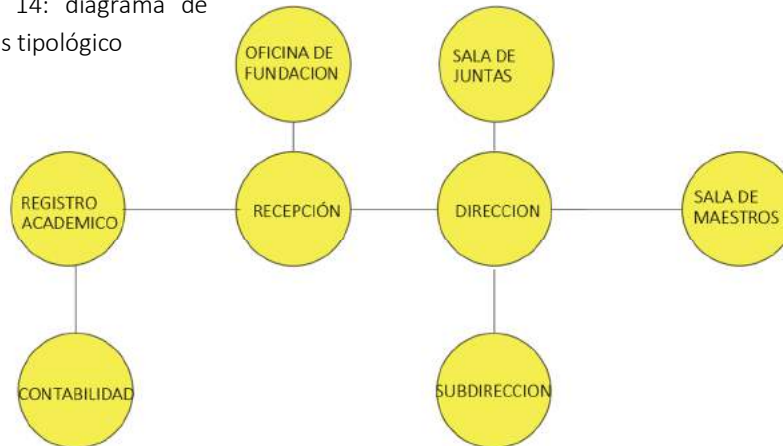 14: diagrama de
s tipológico
OFICINA DE
FUNDACION
SALA DE
JUNTAS
REGISTRO
ACADEMICO
RECEPCIÓN
DIRECCION
SALA DE
MAESTROS
CONTABILIDAD
SUBDIRECCION